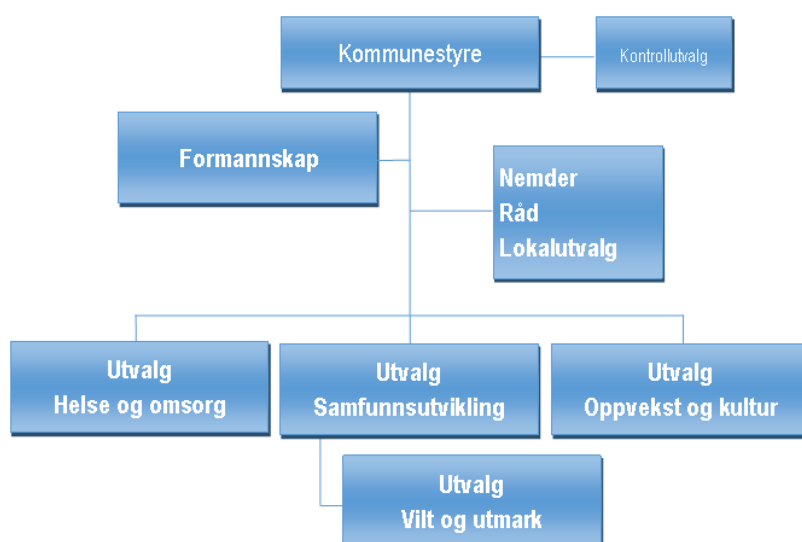 Kommunestyre
Kontrollutvalg
Formannskap
Nemder
Råd
Lokalutvalg
Utvalg
Helse og omsorg
Utvalg
Samfunnsutvikling
Utvalg
Oppvekst og kultur
Utvalg
Vilt og utmark